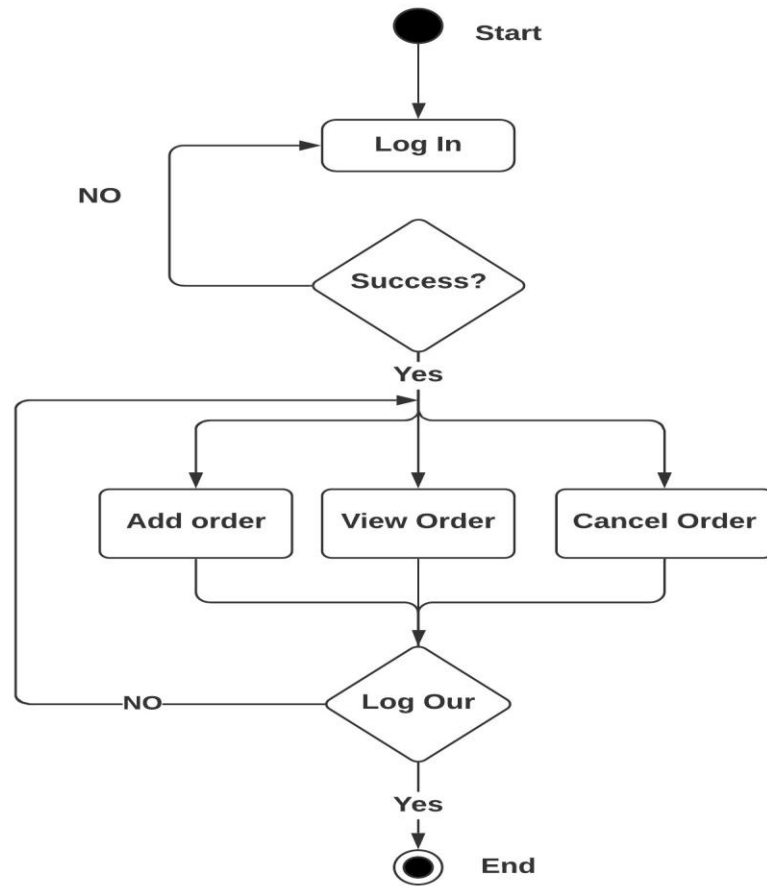 Start
Log In
NO
Success?
Yes
Add order
View Order
Cancel Order
NO
Log Our
Yes
End